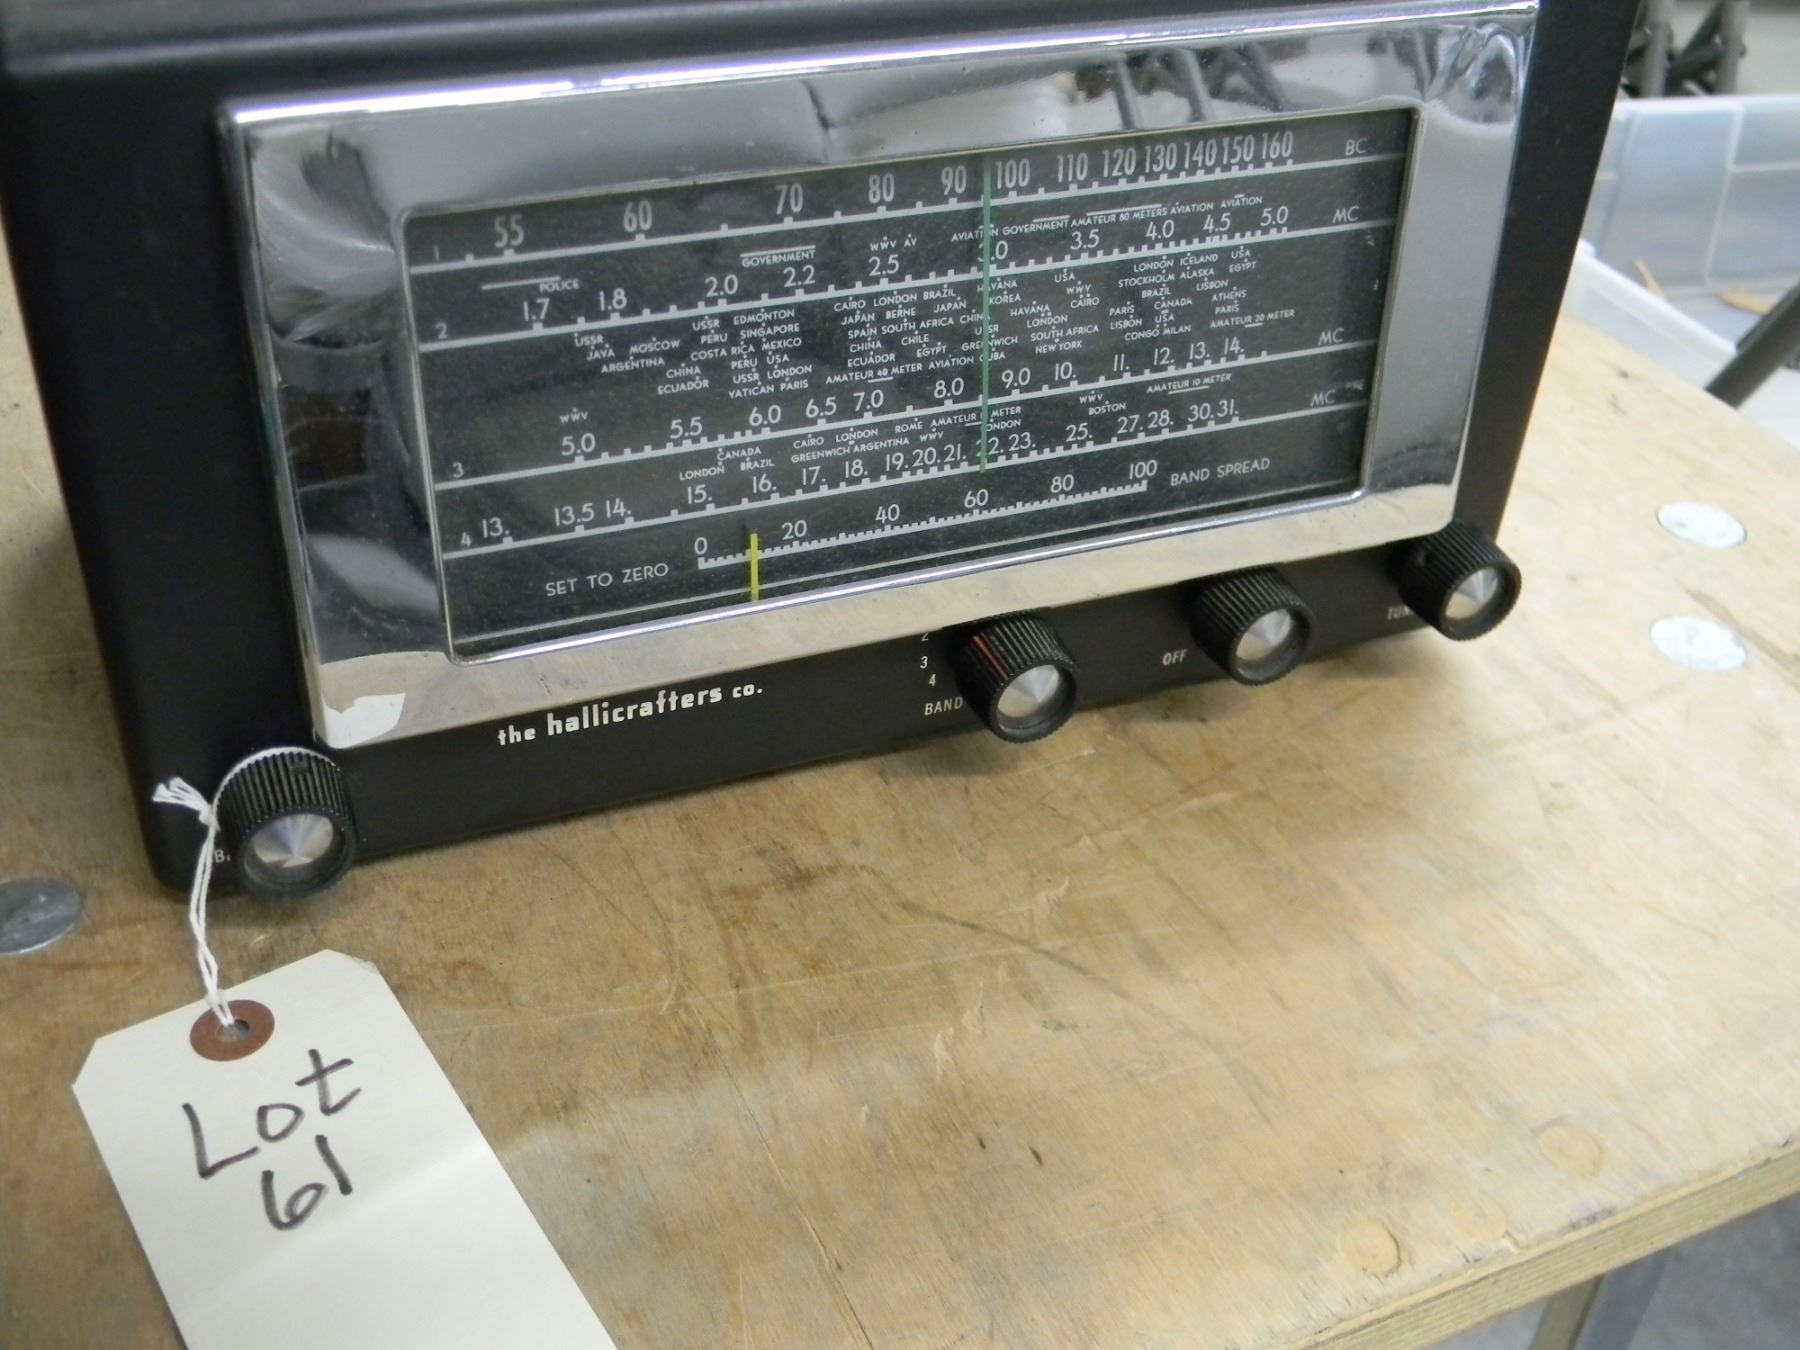 1 55 60 70 80 90 100 110 120 130 140 150 160 BC
POLICE GOVERNMENT WWV AV AVIATION GOVERNMENT AMATEUR 80 METERS AVIATION AVIATION
2 1.7 1.8 2.0 2.2 2.5 3.0 3.5 4.0 4.5 5.0 MC
USSR USSR EDMONTON CAIRO LONDON BRAZIL HAVANA USA LONDON ICELAND USA
JAVA MOSCOW PERU SINGAPORE JAPAN BERNE JAPAN KOREA WWV STOCKHOLM ALASKA EGYPT
ARGENTINA COSTA RICA MEXICO SPAIN SOUTH AFRICA CHINA HAVANA CAIRO BRAZIL LISBON
CHINA PERU USA CHINA CHILE USSR LONDON PARIS CANADA ATHENS
ECUADOR USSR LONDON ECUADOR EGYPT GREENWICH SOUTH AFRICA LISBON USA PARIS
VATICAN PARIS AMATEUR 40 METER AVIATION CUBA NEW YORK CONGO MILAN AMATEUR 20 METER
WWV
3 5.0 5.5 6.0 6.5 7.0 8.0 9.0 10. 11. 12. 13. 14. MC
CANADA CAIRO LONDON ROME AMATEUR METER WWV AMATEUR 10 METER
LONDON BRAZIL GREENWICH ARGENTINA WWV LONDON BOSTON
4 13. 13.5 14. 15. 16. 17. 18. 19. 20. 21. 22. 23. 25. 27. 28. 30. 31. MC
SET TO ZERO 0 20 40 60 80 100 BAND SPREAD
2
3
4
BAND
OFF
the hallicrafters co.
Lot
61